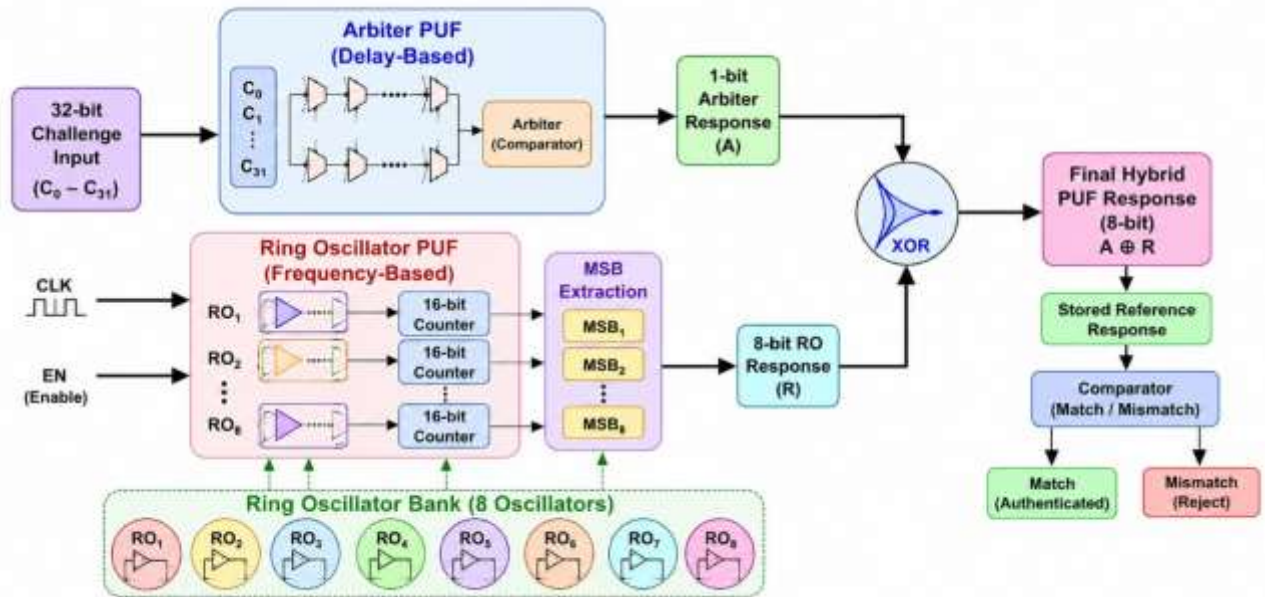 Arbiter PUF
(Delay-Based)
32-bit
Challenge
Input
(C₀ – C₃₁)
C₀
C₁
⋮
C₃₁
Arbiter
(Comparator)
1-bit
Arbiter
Response
(A)
XOR
Final Hybrid
PUF Response
(8-bit)
A ⊕ R
Stored Reference
Response
Comparator
(Match / Mismatch)
Match
(Authenticated)
Mismatch
(Reject)
CLK
EN
(Enable)
Ring Oscillator PUF
(Frequency-Based)
RO₁
16-bit
Counter
RO₂
16-bit
Counter
RO₈
16-bit
Counter
MSB
Extraction
MSB₁
MSB₂
MSB₈
8-bit RO
Response
(R)
Ring Oscillator Bank (8 Oscillators)
RO₁ RO₂ RO₃ RO₄ RO₅ RO₆ RO₇ RO₈